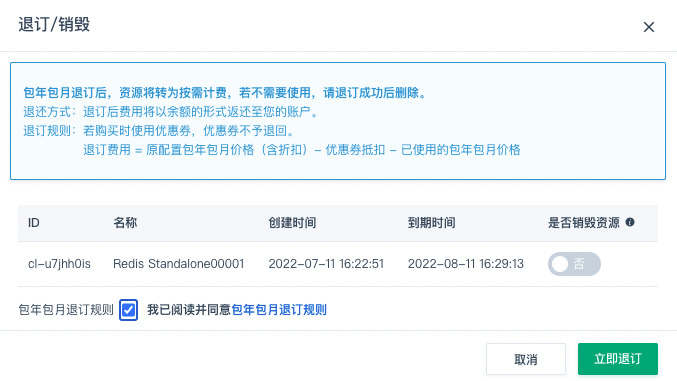 退订/销毁
包年包月退订后，资源将转为按需计费，若不需要使用，请退订成功后删除。
退还方式：退订后费用将以余额的形式返还至您的账户。
退订规则：若购买时使用优惠券，优惠券不予退回。
退订费用 = 原配置包年包月价格（含折扣）- 优惠券抵扣 - 已使用的包年包月价格
ID 名称 创建时间 到期时间 是否销毁资源
cl-u7jhh0is Redis Standalone00001 2022-07-11 16:22:51 2022-08-11 16:29:13 否
包年包月退订规则 我已阅读并同意包年包月退订规则
取消 立即退订